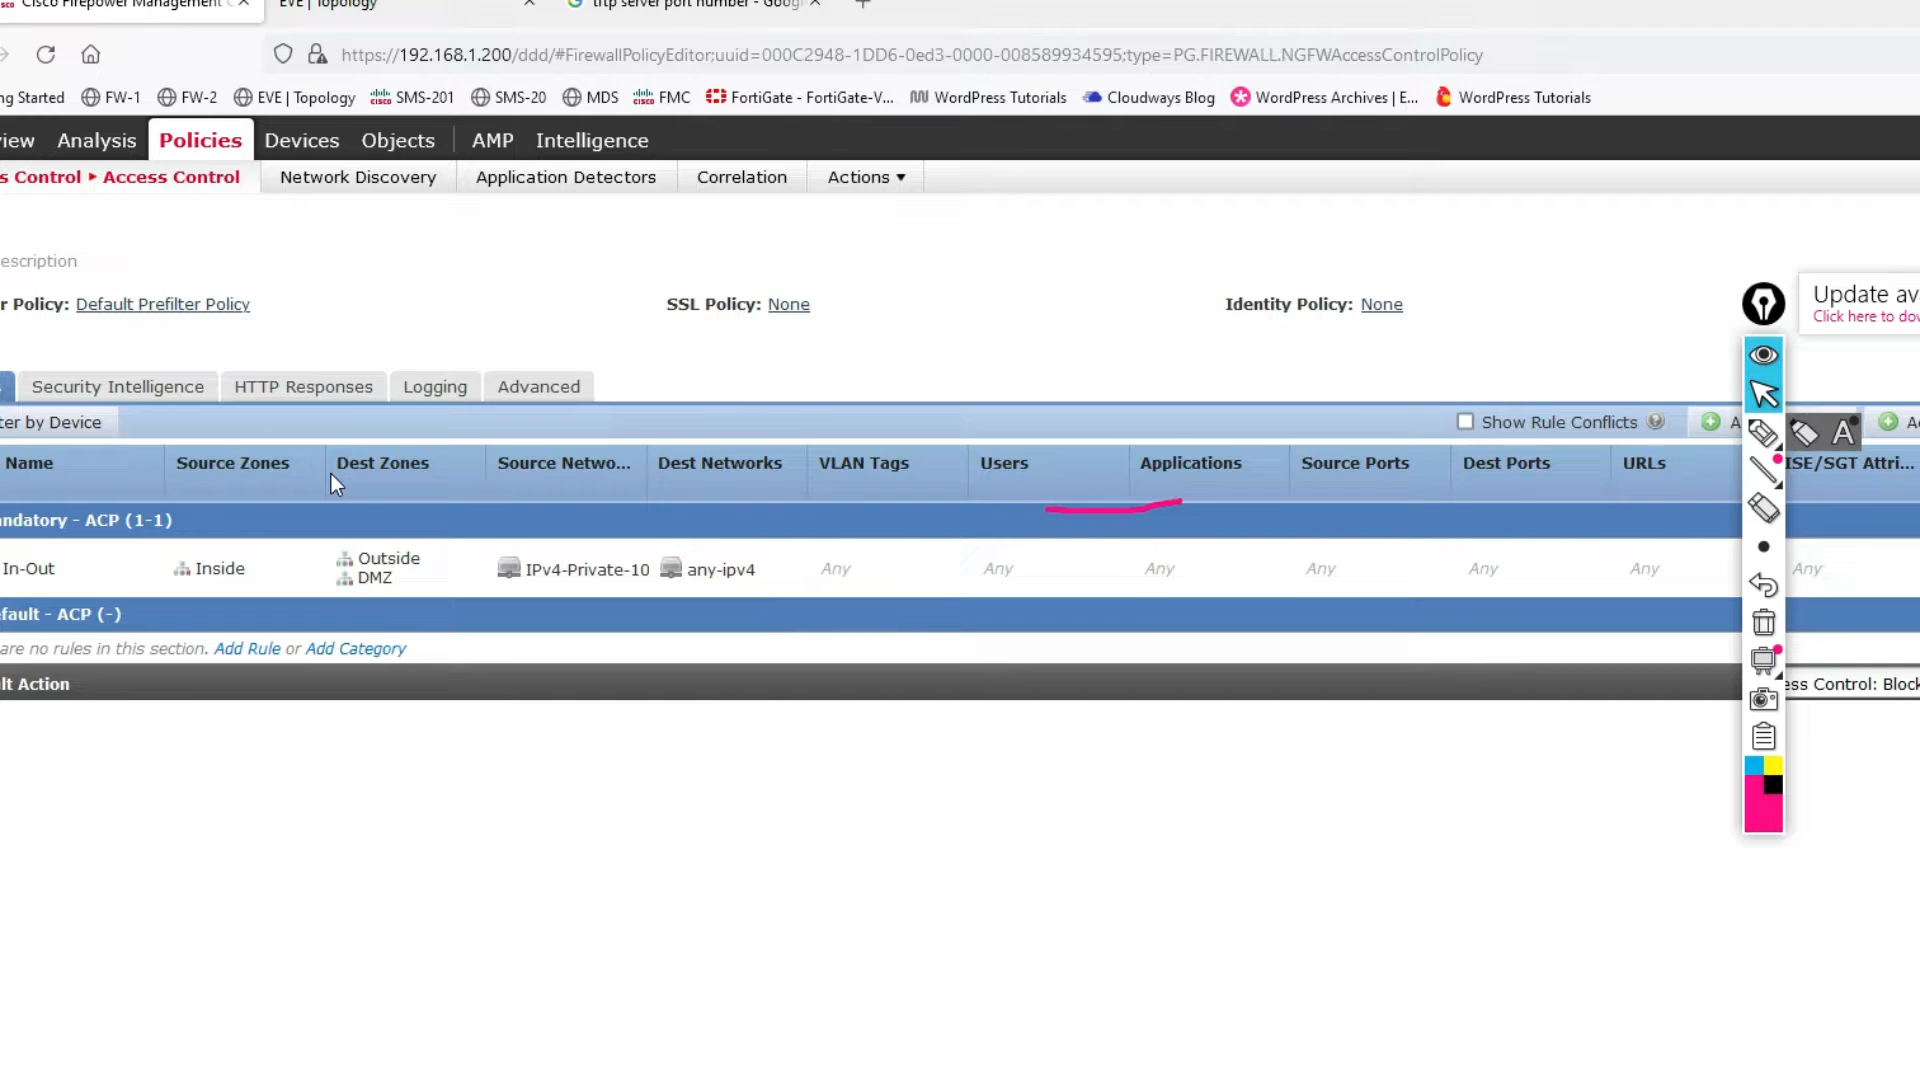 Cisco Firepower Management C
EVE | Topology
tftp server port number - Googl
https://192.168.1.200/ddd/#FirewallPolicyEditor;uuid=000C2948-1DD6-0ed3-0000-008589934595;type=PG.FIREWALL.NGFWAccessControlPolicy
ng Started FW-1 FW-2 EVE | Topology SMS-201 SMS-20 MDS FMC FortiGate - FortiGate-V... WordPress Tutorials Cloudways Blog WordPress Archives | E... WordPress Tutorials
view Analysis Policies Devices Objects AMP Intelligence
s Control ▸ Access Control Network Discovery Application Detectors Correlation Actions ▾
escription
r Policy: Default Prefilter Policy SSL Policy: None Identity Policy: None
Update ava
Click here to dow
Security Intelligence HTTP Responses Logging Advanced
ter by Device Show Rule Conflicts A A
Name Source Zones Dest Zones Source Netwo... Dest Networks VLAN Tags Users Applications Source Ports Dest Ports URLs ISE/SGT Attri...
andatory - ACP (1-1)
In-Out Inside Outside DMZ IPv4-Private-10 any-ipv4 Any Any Any Any Any Any Any
efault - ACP (-)
are no rules in this section. Add Rule or Add Category
lt Action ess Control: Block